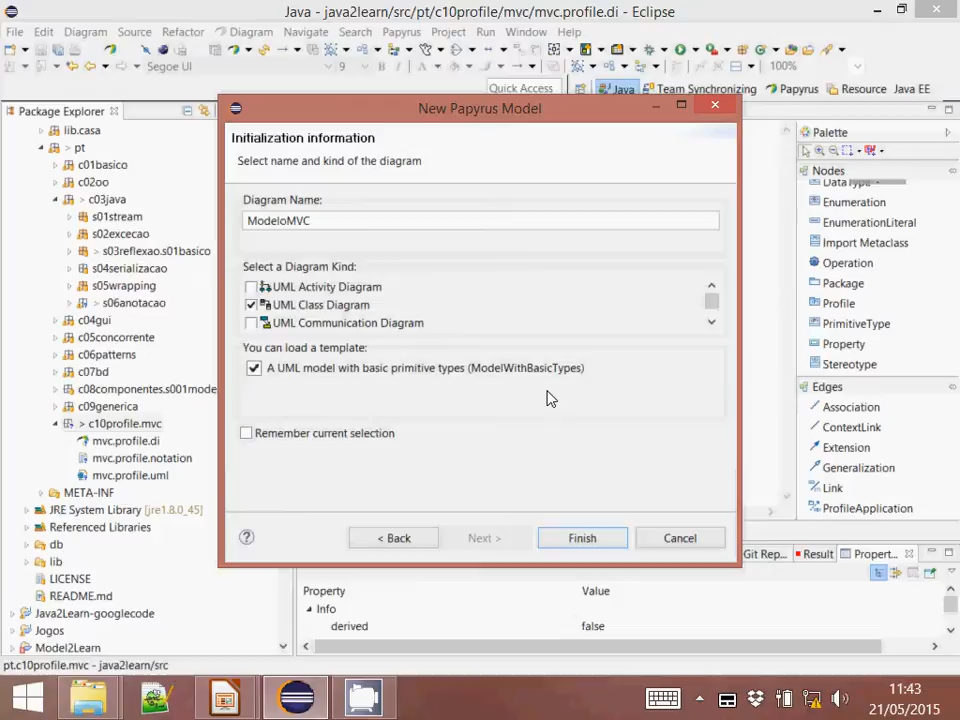 Java - java2learn/src/pt/c10profile/mvc/mvc.profile.di - Eclipse
File Edit Diagram Source Refactor Diagram Navigate Search Papyrus Project Run Window Help
Segoe UI 9 B I A 100%
Quick Access Java Team Synchronizing Papyrus Resource Java EE
Package Explorer
lib.casa
> pt
c01basico
c02oo
> c03java
s01stream
s02excecao
> s03reflexao.s01basico
s04serializacao
s05wrapping
> s06anotacao
c04gui
c05concorrente
c06patterns
c07bd
c08componentes.s001mode
c09generica
> c10profile.mvc
mvc.profile.di
mvc.profile.notation
mvc.profile.uml
META-INF
JRE System Library [jre1.8.0_45]
Referenced Libraries
db
lib
LICENSE
README.md
Java2Learn-googlecode
Jogos
Model2Learn
New Papyrus Model
Initialization information
Select name and kind of the diagram
Diagram Name:
ModeloMVC
Select a Diagram Kind:
UML Activity Diagram
UML Class Diagram
UML Communication Diagram
You can load a template:
A UML model with basic primitive types (ModelWithBasicTypes)
Remember current selection
< Back
Next >
Finish
Cancel
Palette
Nodes
DataType
Enumeration
EnumerationLiteral
Import Metaclass
Operation
Package
Profile
PrimitiveType
Property
Stereotype
Edges
Association
ContextLink
Extension
Generalization
Link
ProfileApplication
Git Rep... Result Propert...
Property Value
Info
derived false
pt.c10profile.mvc - java2learn/src
11:43
21/05/2015